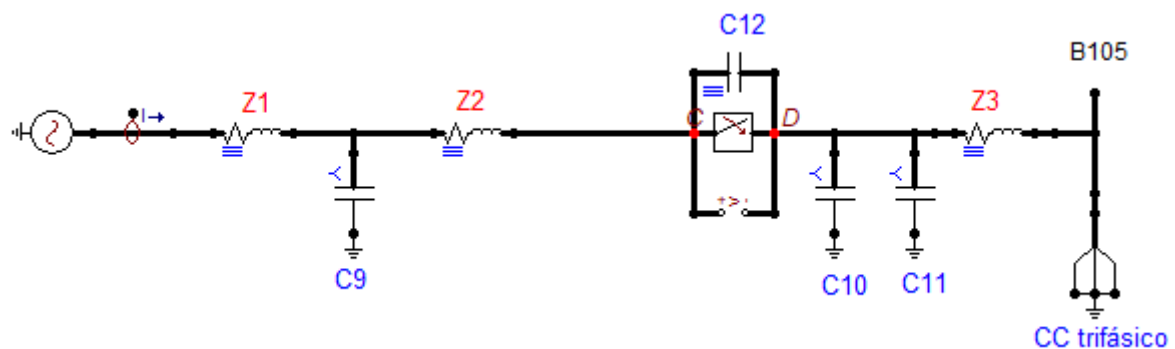 C12
B105
I
Z1
Z2
C
D
Z3
+ > -
Y
Y
Y
C9
C10
C11
CC trifásico